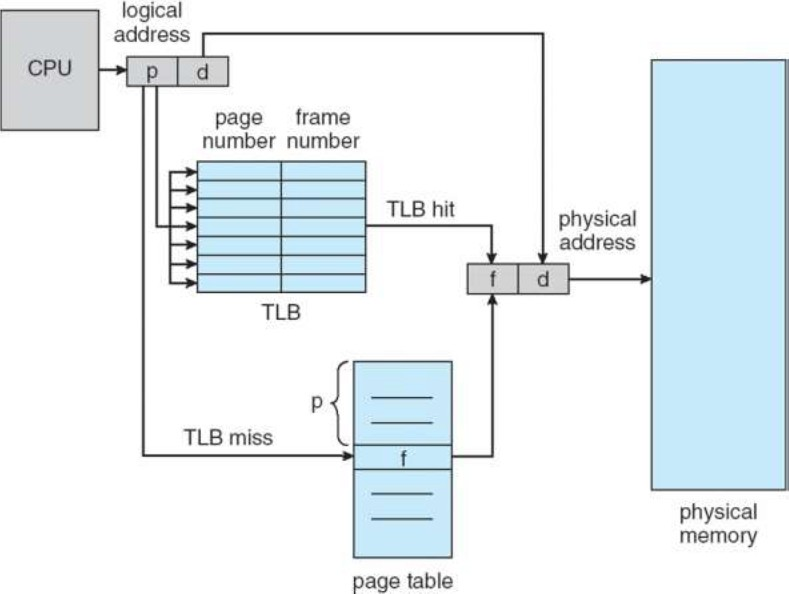 logical
address
CPU
p d
page frame
number number
TLB hit
physical
address
f d
TLB
p
TLB miss
f
physical
memory
page table